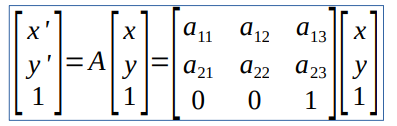 [x'] = A [x] = [a₁₁ a₁₂ a₁₃] [x]
[y'] [y] [a₂₁ a₂₂ a₂₃] [y]
[1] [1] [0 0 1] [1]